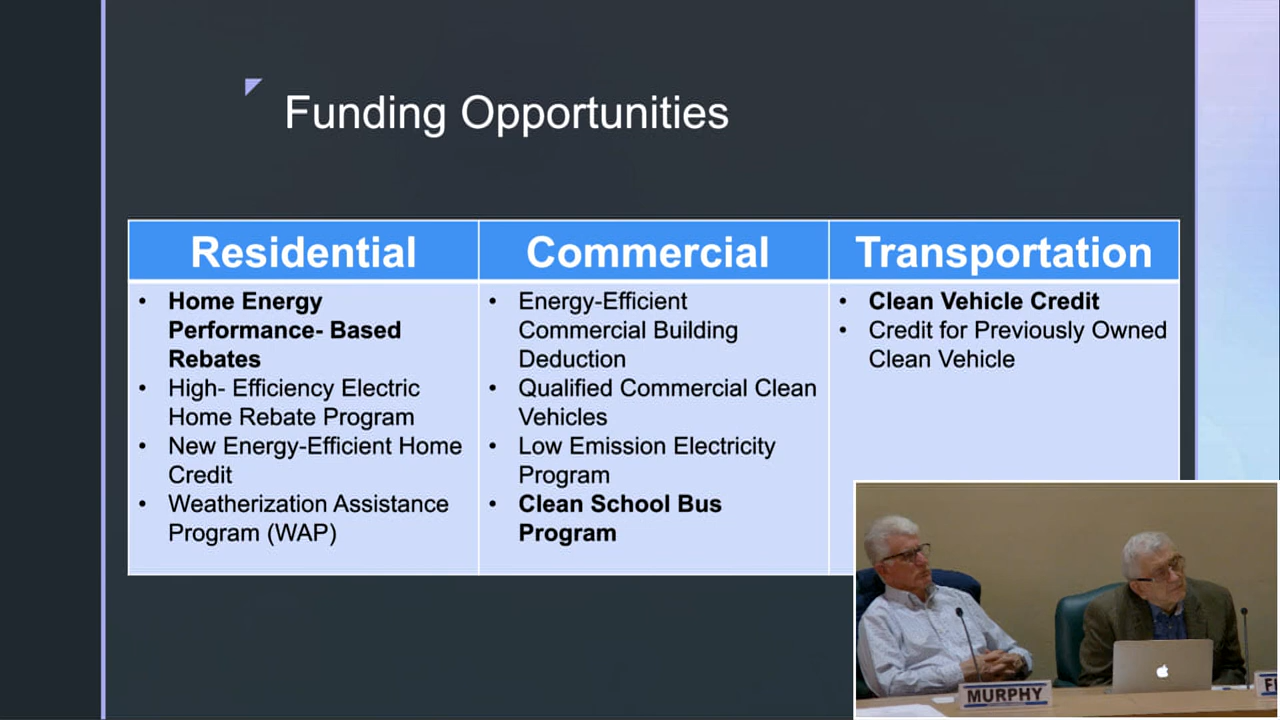 Funding Opportunities
Residential
Home Energy
Performance- Based
Rebates
High- Efficiency Electric
Home Rebate Program
New Energy-Efficient Home
Credit
Weatherization Assistance
Program (WAP)
Commercial
Energy-Efficient
Commercial Building
Deduction
Qualified Commercial Clean
Vehicles
Low Emission Electricity
Program
Clean School Bus
Program
Transportation
Clean Vehicle Credit
Credit for Previously Owned
Clean Vehicle
MURPHY